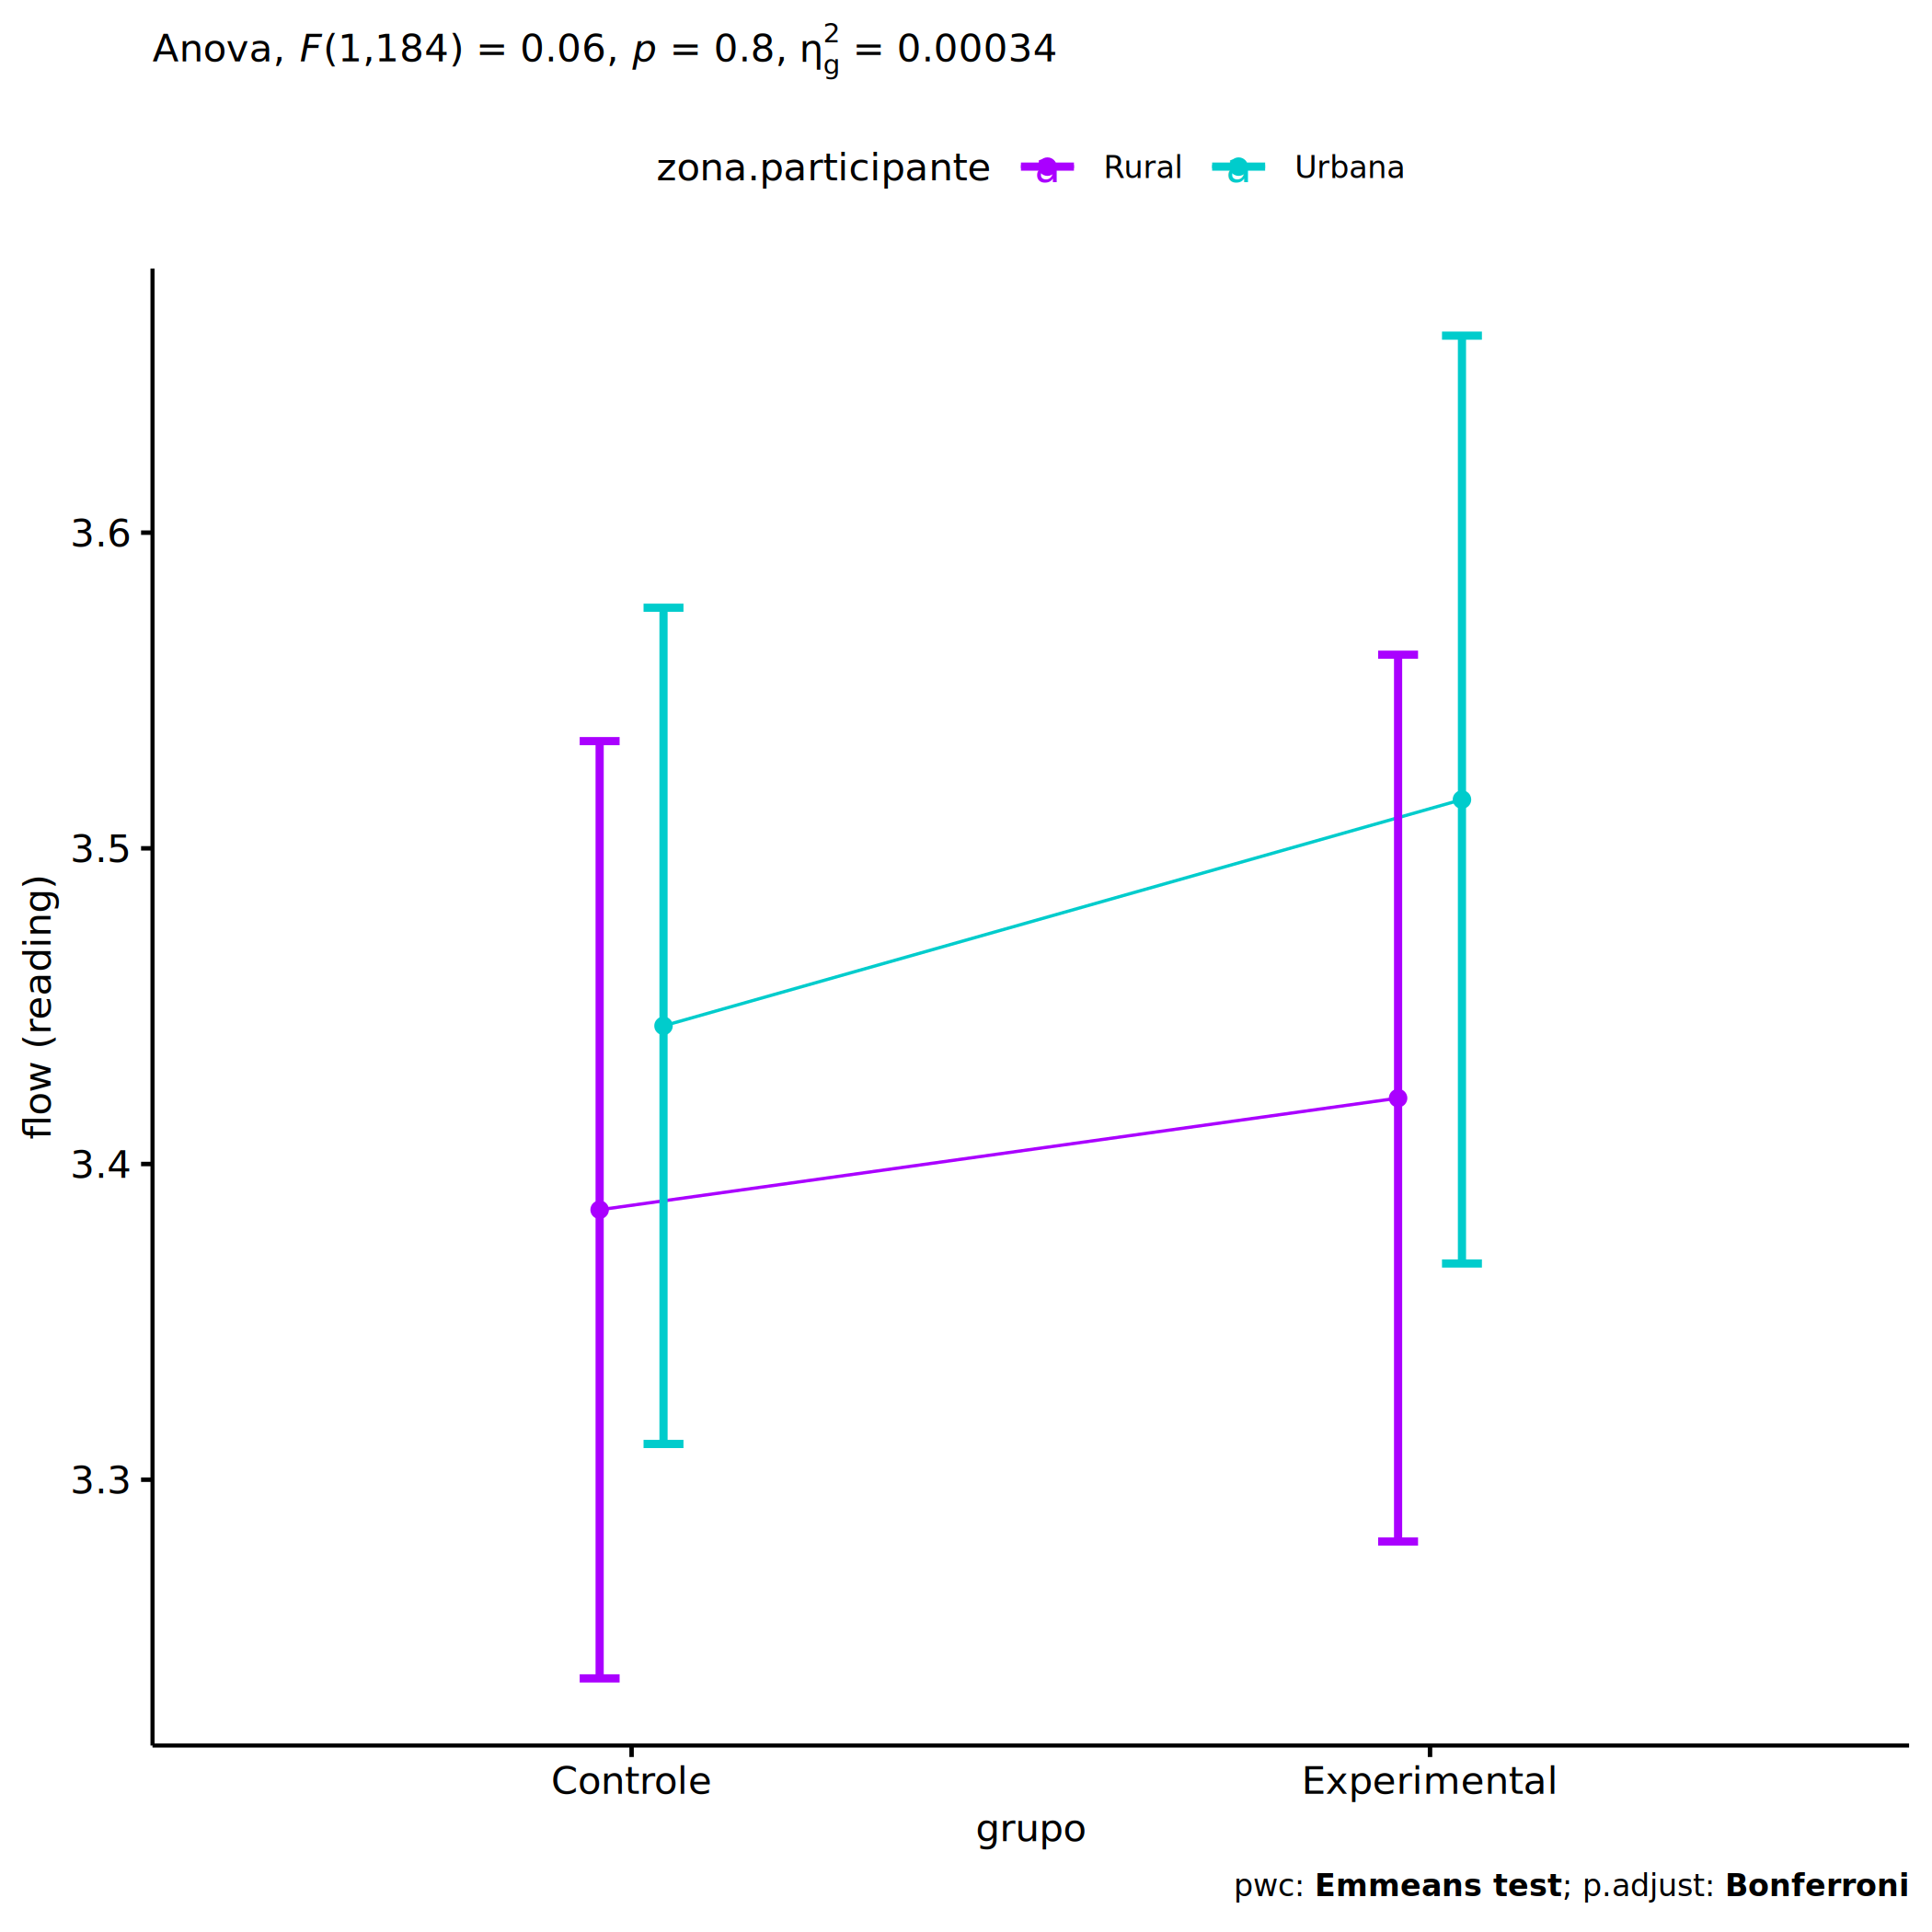 Anova, F(1,184) = 0.06, p = 0.8, η²g = 0.00034
zona.participante a Rural a Urbana
3.6
3.5
3.4
3.3
flow (reading)
Controle Experimental
grupo
pwc: Emmeans test; p.adjust: Bonferroni